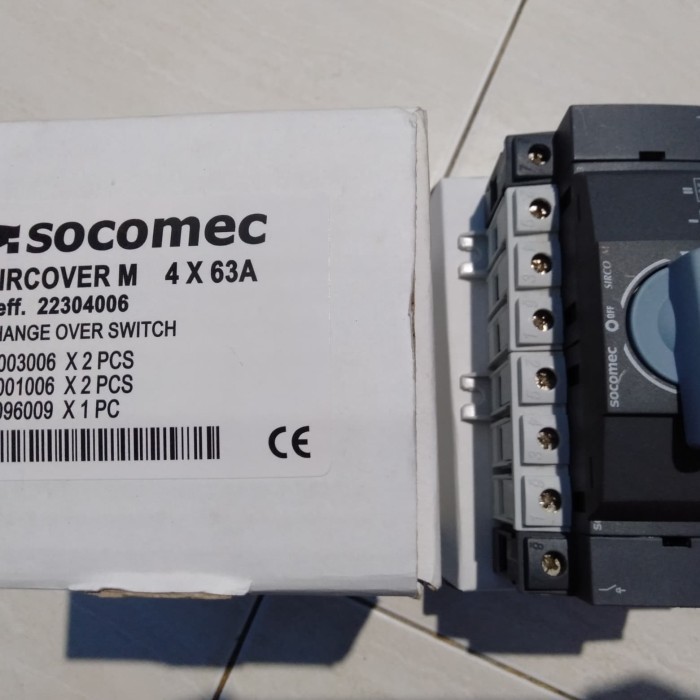 socomec
IRCOVER M 4 X 63A
eff. 22304006
HANGE OVER SWITCH
003006 X 2 PCS
001006 X 2 PCS
096009 X 1 PC
CE
I
II
OFF
SIRCO M
socomec